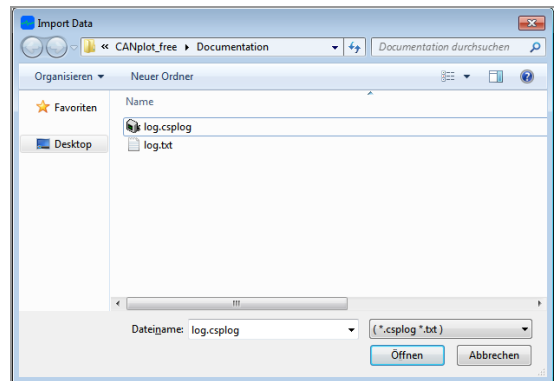 Import Data
« CANplot_free Documentation
Documentation durchsuchen
Organisieren Neuer Ordner
Favoriten
Desktop
Name
log.csplog
log.txt
Dateiname: log.csplog
( *.csplog *.txt )
Öffnen Abbrechen